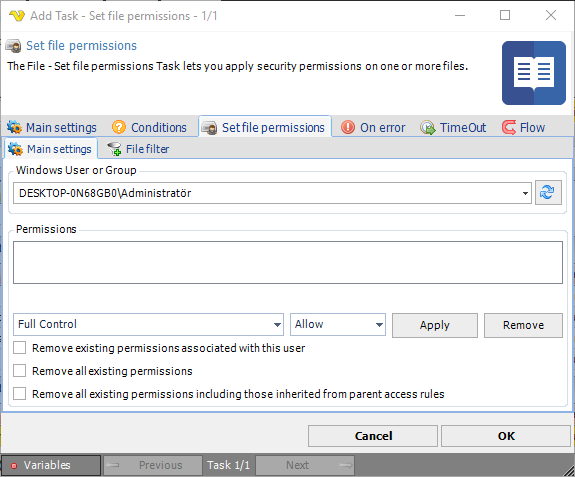 Add Task - Set file permissions - 1/1
Set file permissions
The File - Set file permissions Task lets you apply security permissions on one or more files.
Main settings Conditions Set file permissions On error TimeOut Flow
Main settings File filter
Windows User or Group
DESKTOP-0N68GB0\Administratör
Permissions
Full Control Allow Apply Remove
Remove existing permissions associated with this user
Remove all existing permissions
Remove all existing permissions including those inherited from parent access rules
Cancel OK
Variables Previous Task 1/1 Next